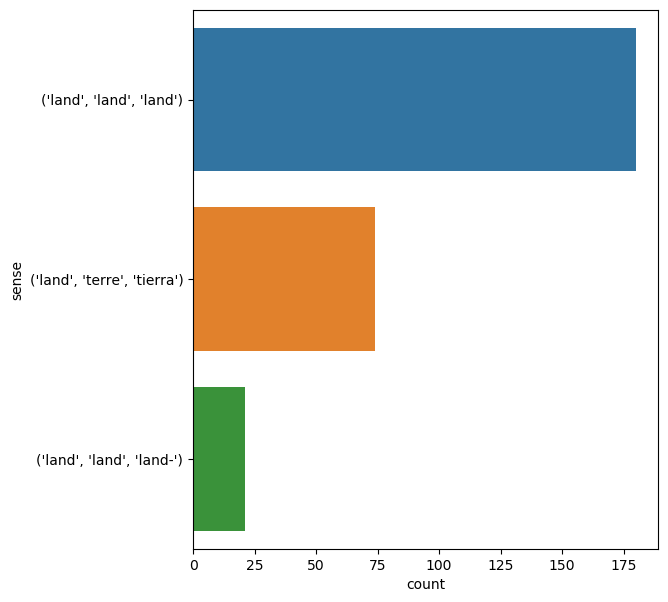 ('land', 'land', 'land')
('land', 'terre', 'tierra')
('land', 'land', 'land-')
sense
0 25 50 75 100 125 150 175
count